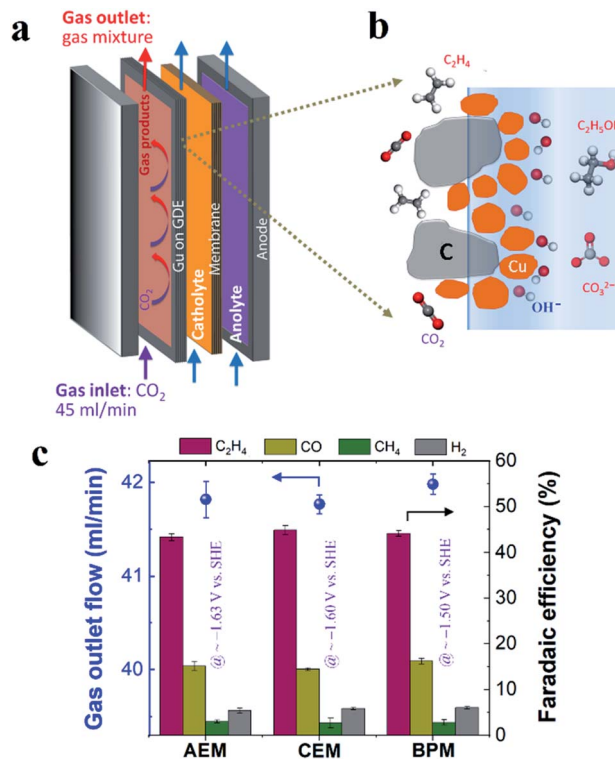 a
Gas outlet:
gas mixture
Gas products
CO₂
Gu on GDE
Catholyte
Membrane
Anolyte
Anode
Gas inlet: CO₂
45 ml/min
b
C₂H₄
C₂H₅OH
C
Cu
CO₃²⁻
OH⁻
CO₂
c
C₂H₄ CO CH₄ H₂
Gas outlet flow (ml/min)
42
41
40
@ ~ −1.63 V vs. SHE
@ ~ −1.60 V vs. SHE
@ ~ −1.50 V vs. SHE
60
50
40
30
20
10
0
Faradaic efficiency (%)
AEM CEM BPM